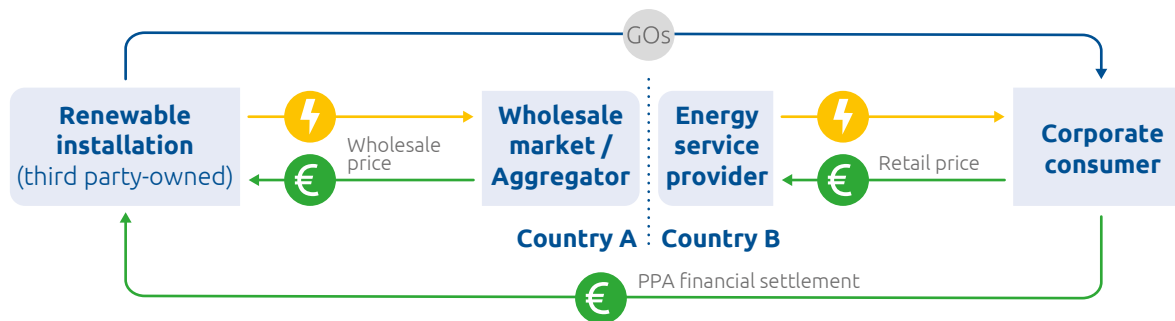 GOs
Renewable
installation
(third party-owned)
Wholesale
price
€
Wholesale
market /
Aggregator
Energy
service
provider
Retail price
€
Corporate
consumer
Country A
Country B
PPA financial settlement
€